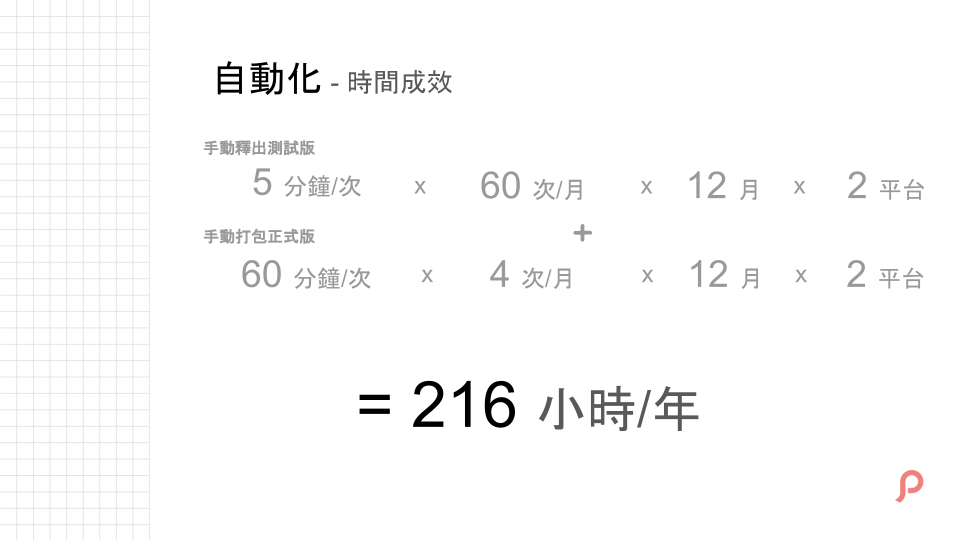 自動化 - 時間成效
手動釋出測試版
5 分鐘/次 x 60 次/月 x 12 月 x 2 平台
+
手動打包正式版
60 分鐘/次 x 4 次/月 x 12 月 x 2 平台
= 216 小時/年